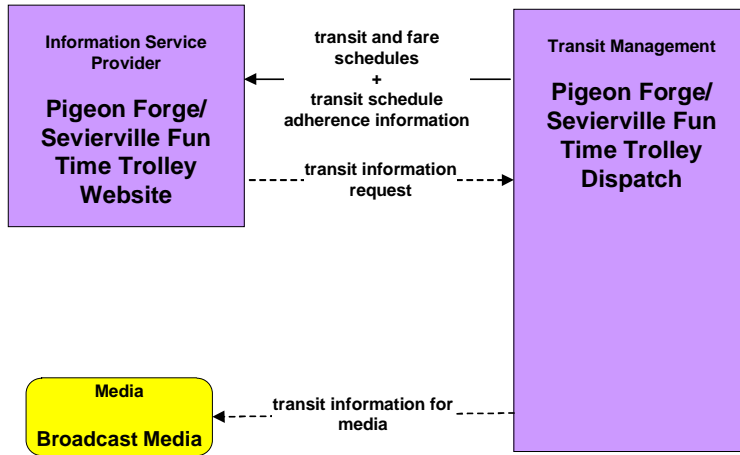 Information Service
Provider
Pigeon Forge/
Sevierville Fun
Time Trolley
Website
transit and fare
schedules
+
transit schedule
adherence information
transit information
request
Transit Management
Pigeon Forge/
Sevierville Fun
Time Trolley
Dispatch
Media
Broadcast Media
transit information for
media